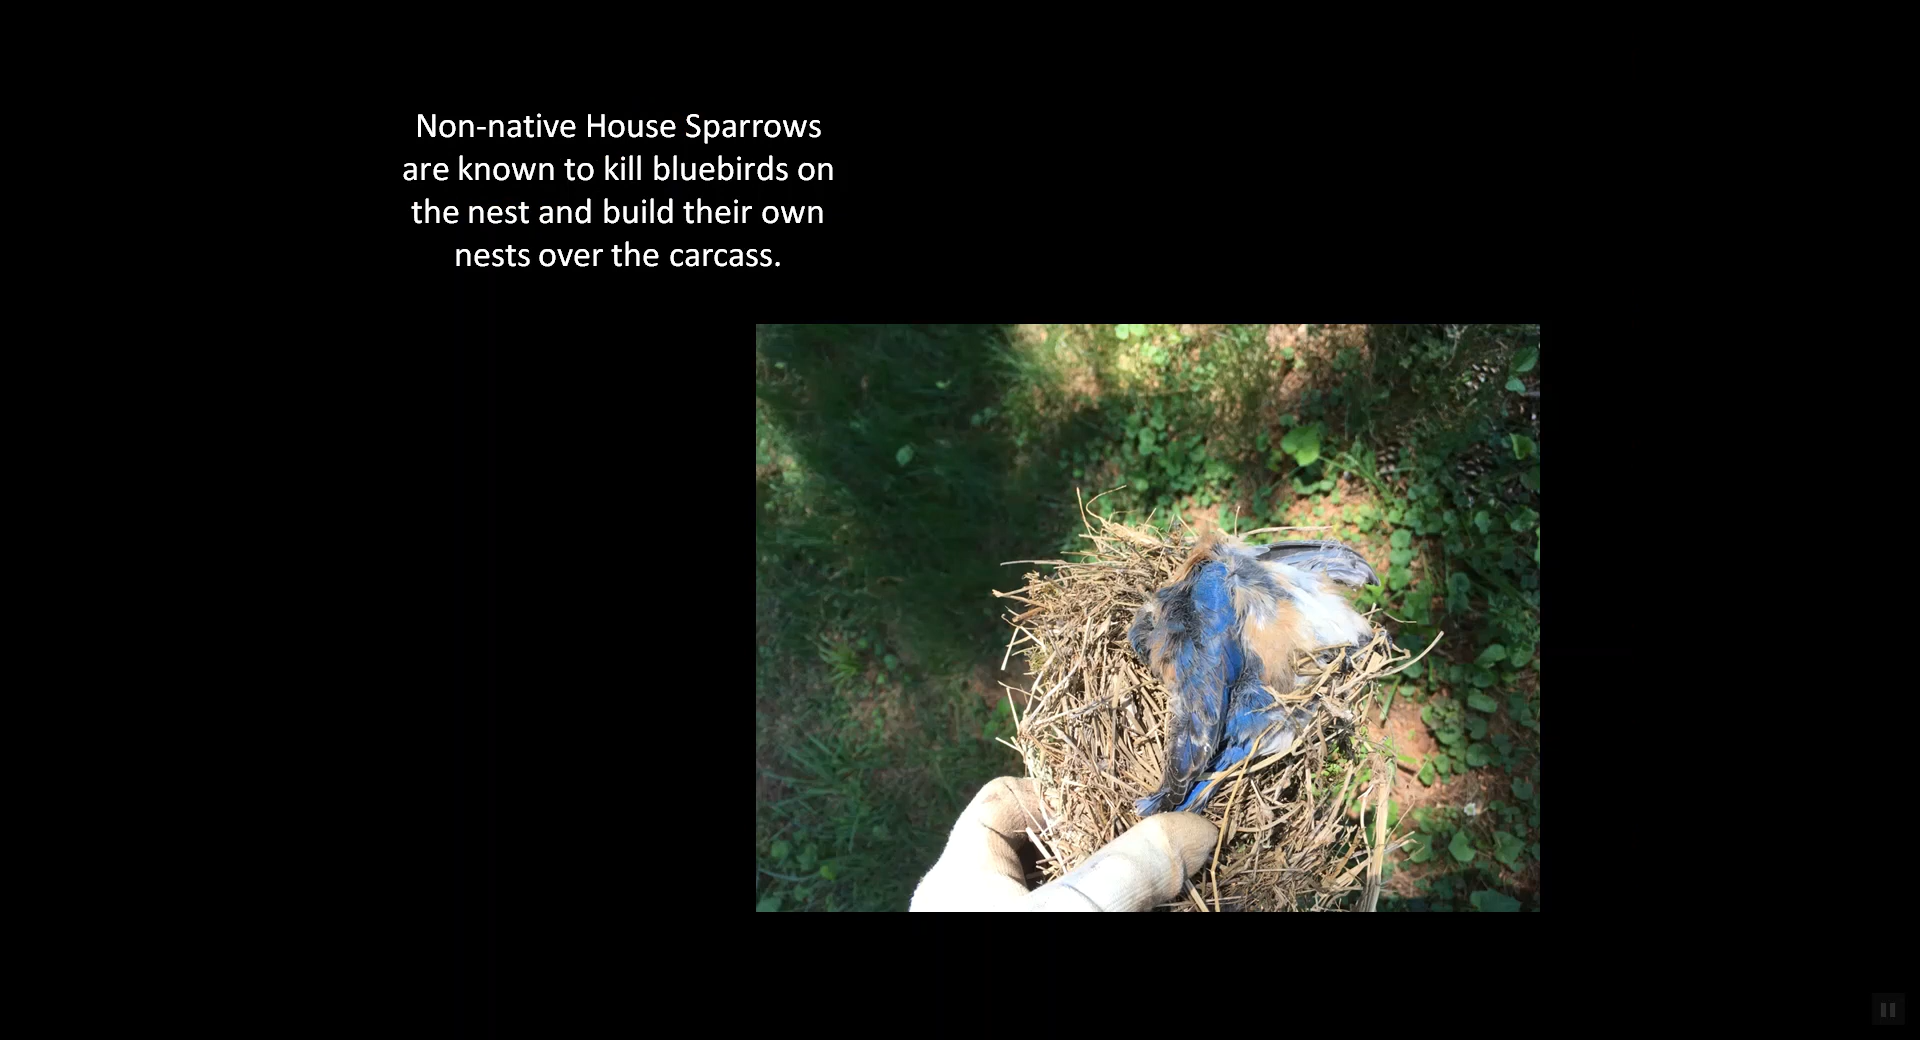 Non-native House Sparrows
are known to kill bluebirds on
the nest and build their own
nests over the carcass.